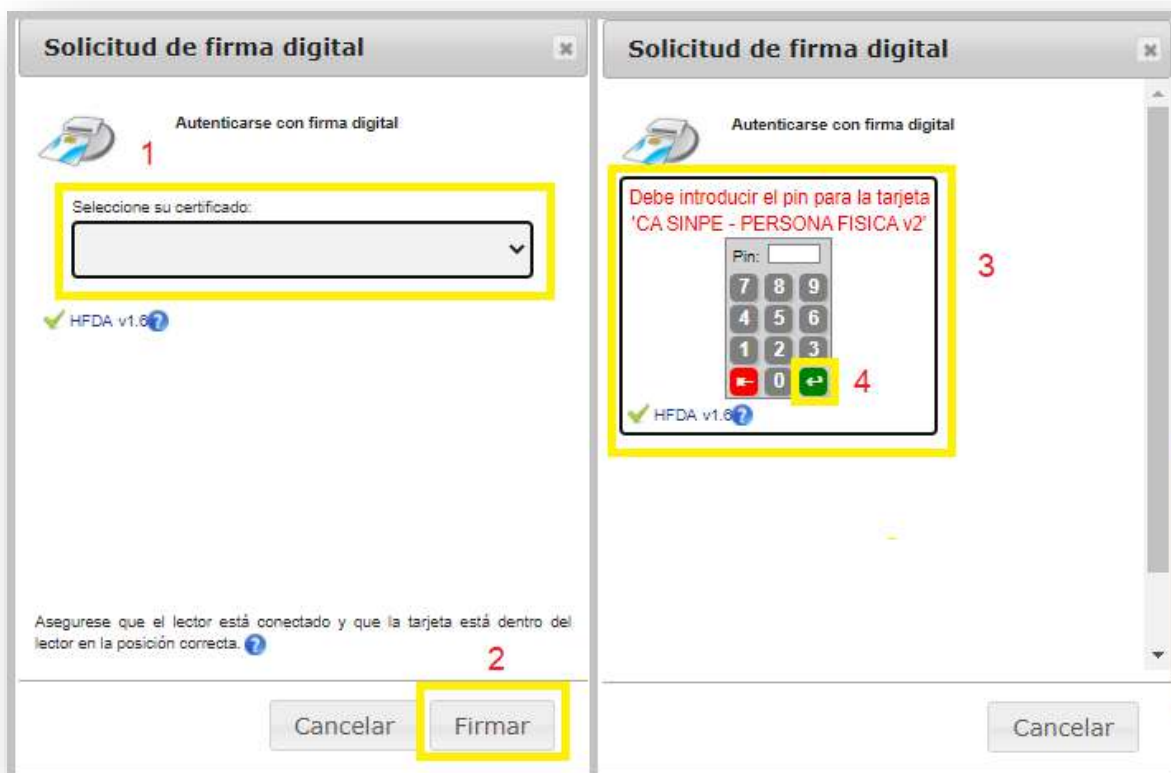 Solicitud de firma digital
Autenticarse con firma digital
1
Seleccione su certificado:
HFDA v1.6
Asegurese que el lector está conectado y que la tarjeta está dentro del
lector en la posición correcta.
2
Cancelar Firmar
Solicitud de firma digital
Autenticarse con firma digital
Debe introducir el pin para la tarjeta
'CA SINPE - PERSONA FISICA v2'
3
Pin:
7 8 9
4 5 6
1 2 3
0
4
HFDA v1.6
Cancelar